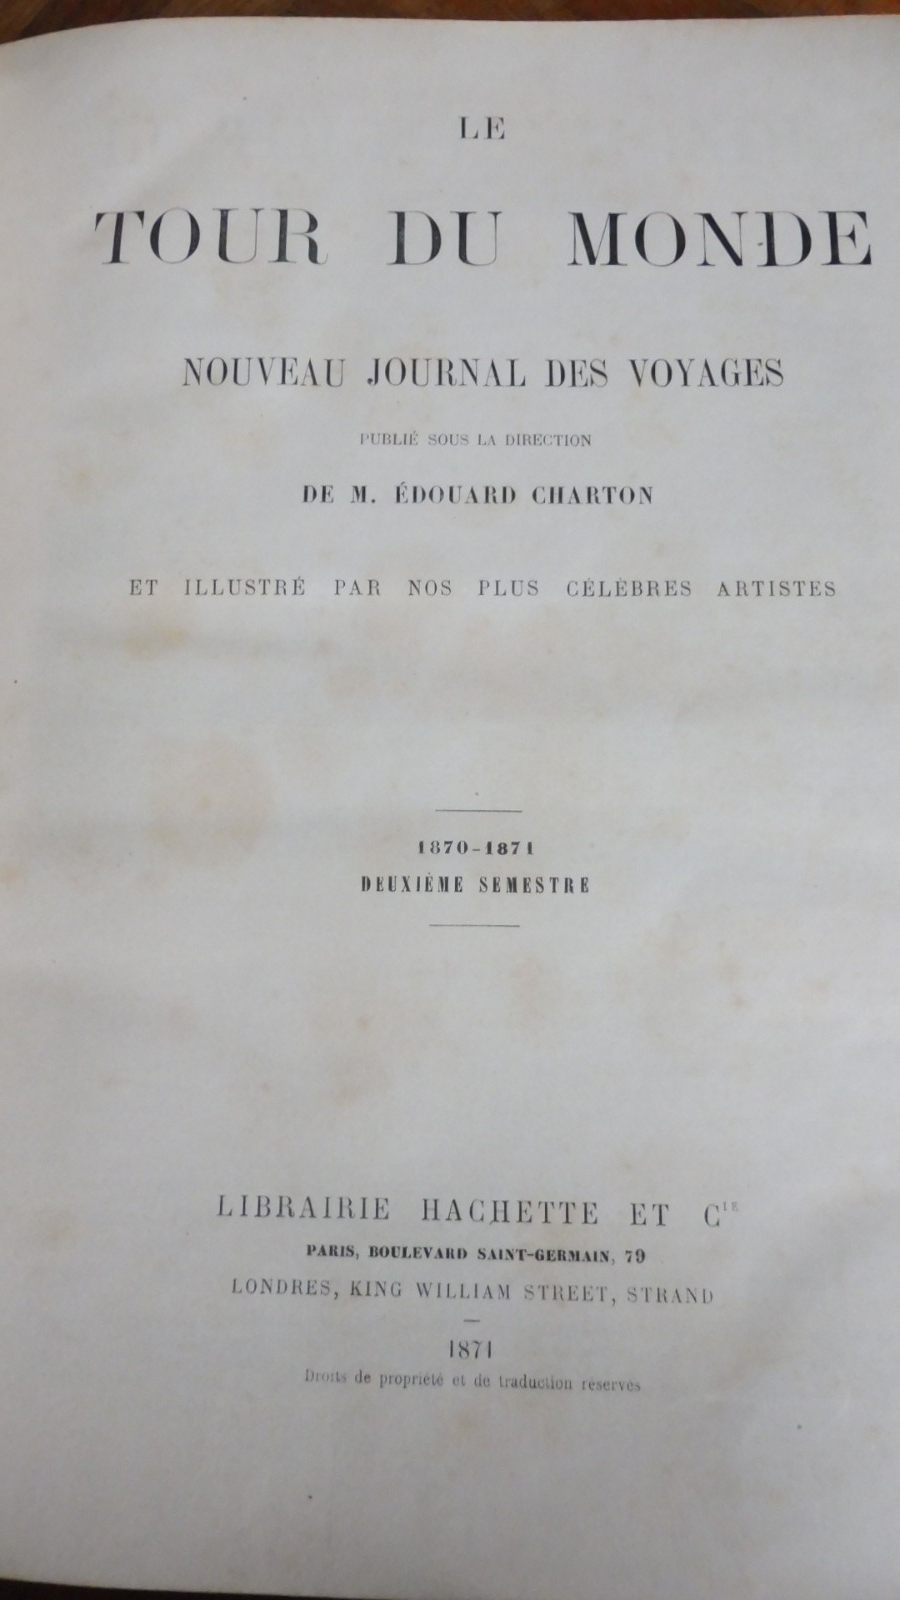 LE
TOUR DU MONDE
NOUVEAU JOURNAL DES VOYAGES
PUBLIÉ SOUS LA DIRECTION
DE M. ÉDOUARD CHARTON
ET ILLUSTRÉ PAR NOS PLUS CÉLÈBRES ARTISTES
1870-1871
DEUXIÈME SEMESTRE
LIBRAIRIE HACHETTE ET CIE
PARIS, BOULEVARD SAINT-GERMAIN, 79
LONDRES, KING WILLIAM STREET, STRAND
1871
Droits de propriété et de traduction réservés